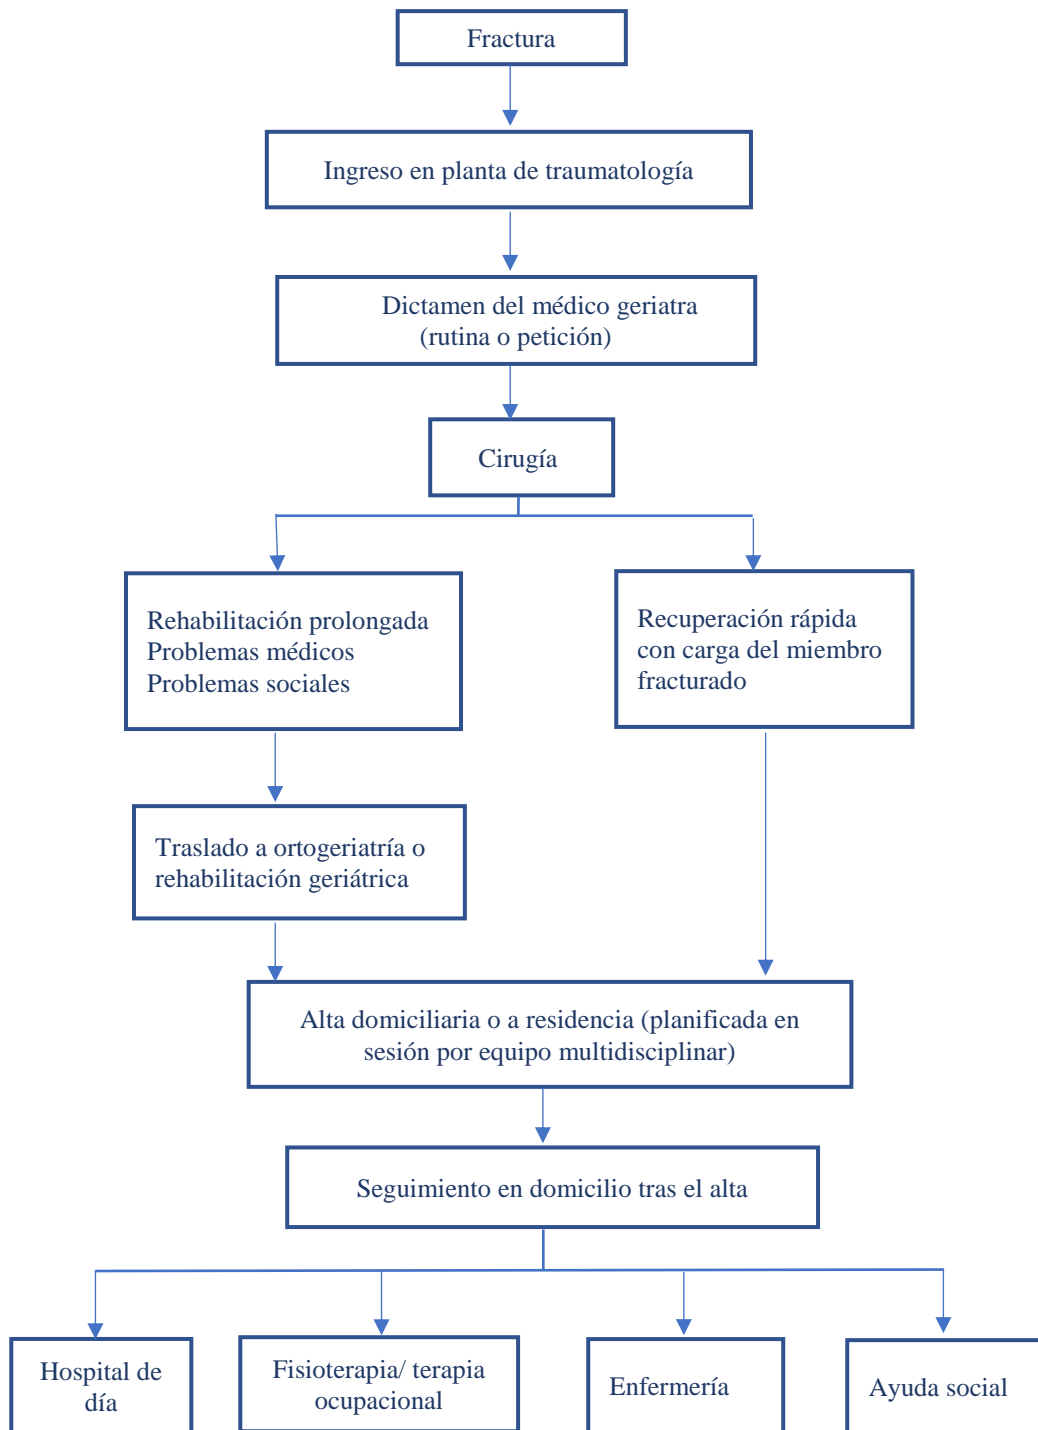 Fractura
Ingreso en planta de traumatología
Dictamen del médico geriatra
(rutina o petición)
Cirugía
Rehabilitación prolongada
Problemas médicos
Problemas sociales
Recuperación rápida
con carga del miembro
fracturado
Traslado a ortogeriatría o
rehabilitación geriátrica
Alta domiciliaria o a residencia (planificada en
sesión por equipo multidisciplinar)
Seguimiento en domicilio tras el alta
Hospital de
día
Fisioterapia/ terapia
ocupacional
Enfermería
Ayuda social